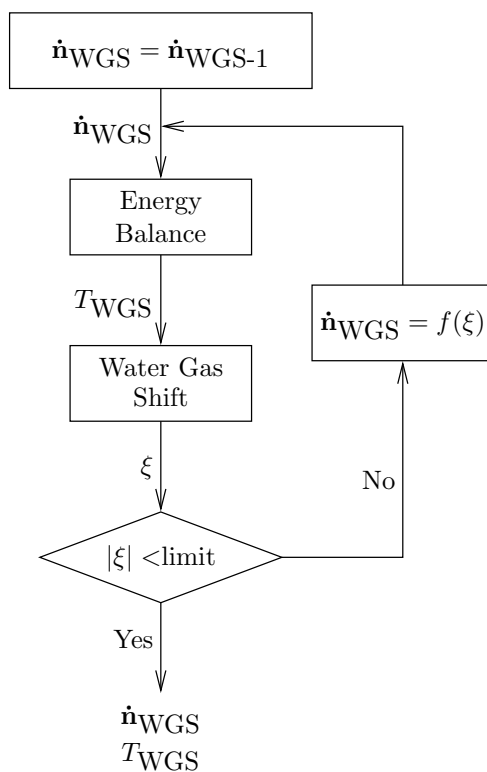 ṅWGS = ṅWGS-1
ṅWGS
Energy
Balance
TWGS
ṅWGS = f(ξ)
Water Gas
Shift
ξ
No
|ξ| <limit
Yes
ṅWGS
TWGS